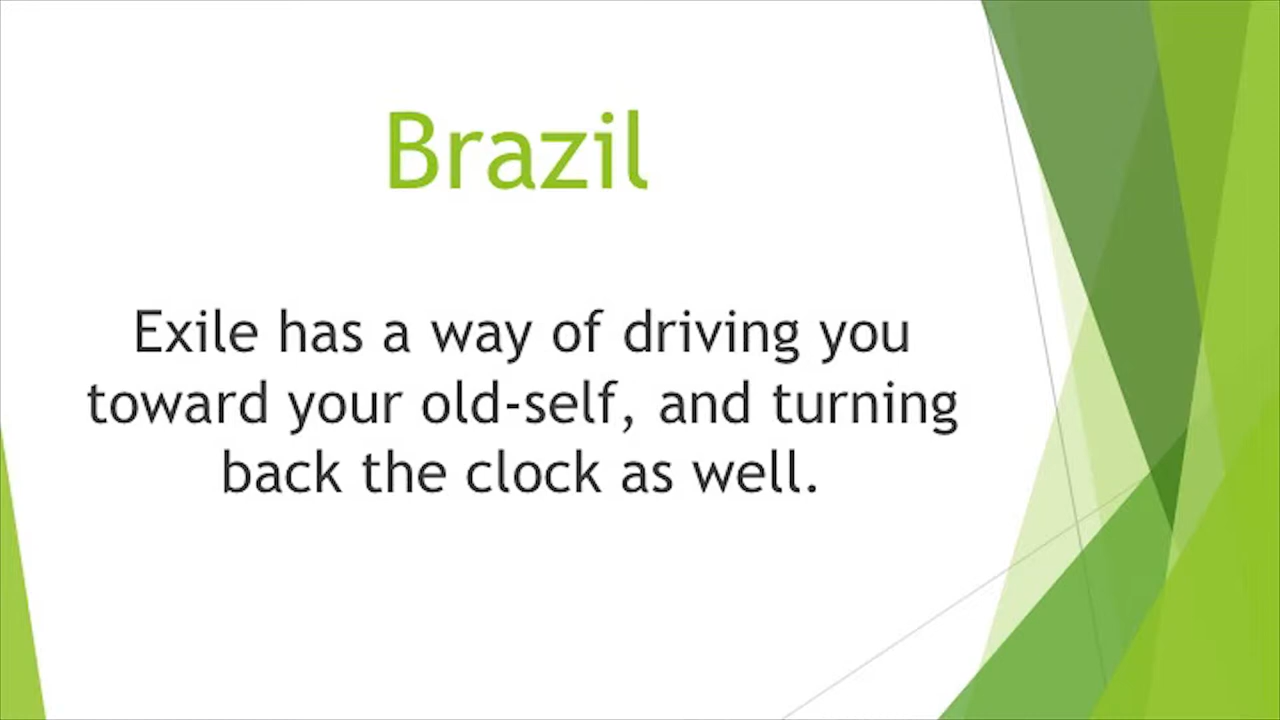 Brazil
Exile has a way of driving you
toward your old-self, and turning
back the clock as well.